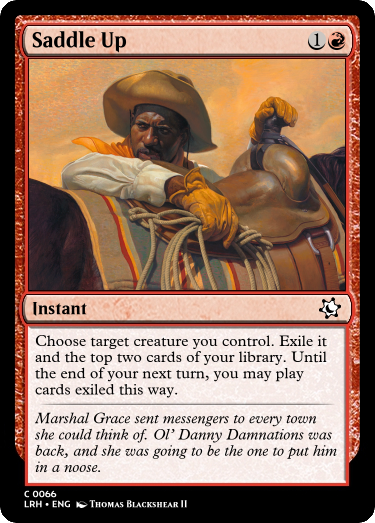 Saddle Up 1
Instant
Choose target creature you control. Exile it
and the top two cards of your library. Until
the end of your next turn, you may play
cards exiled this way.
Marshal Grace sent messengers to every town
she could think of. Ol’ Danny Damnations was
back, and she was going to be the one to put him
in a noose.
C 0066
LRH • ENG Thomas Blackshear II